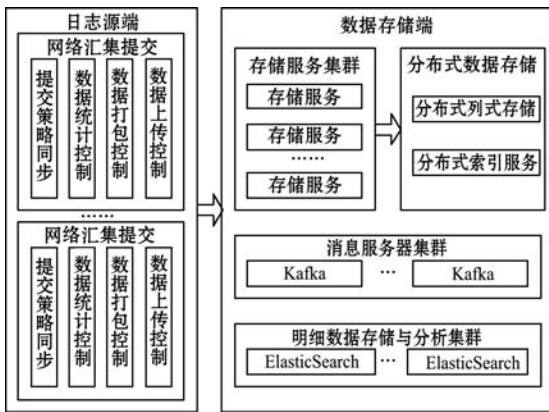 日志源端
网络汇集提交
提交策略同步
数据统计控制
数据打包控制
数据上传控制
……
网络汇集提交
提交策略同步
数据统计控制
数据打包控制
数据上传控制
数据存储端
存储服务集群
存储服务
存储服务
……
存储服务
分布式数据存储
分布式列式存储
分布式索引服务
消息服务器集群
Kafka … Kafka
明细数据存储与分析集群
ElasticSearch … ElasticSearch